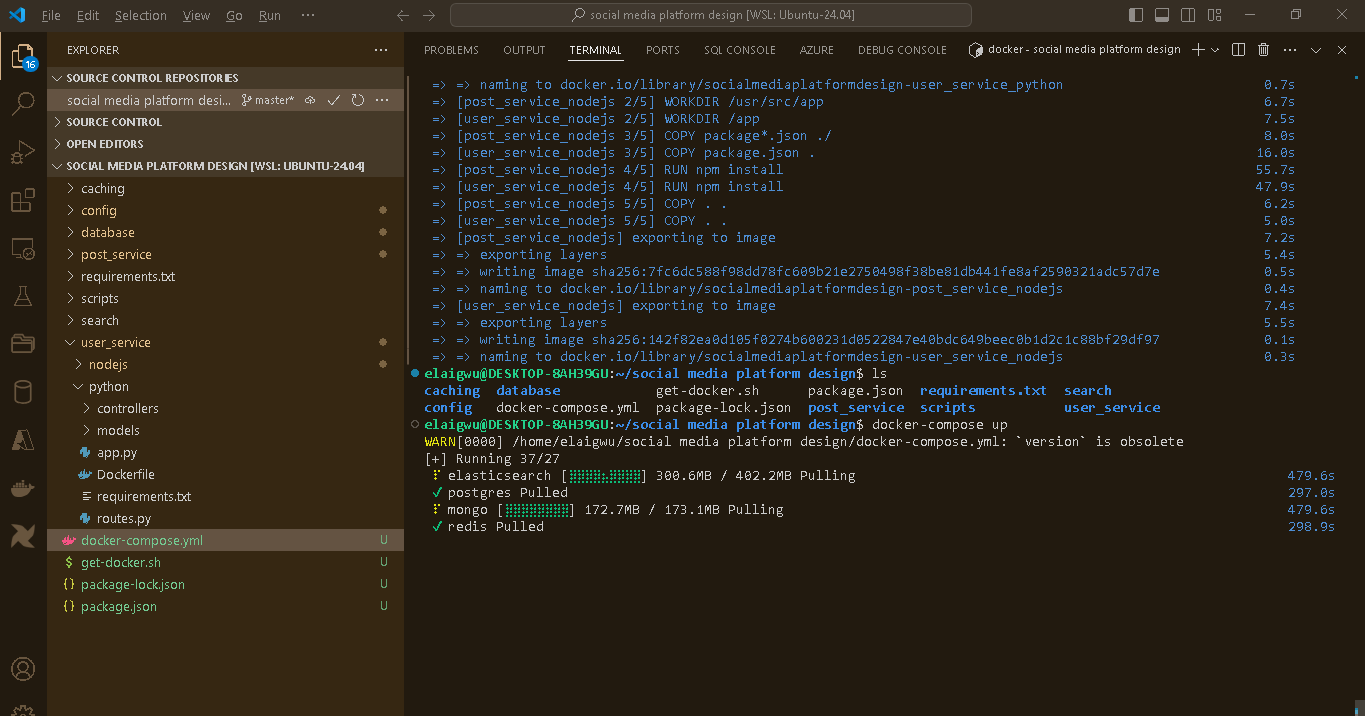 File Edit Selection View Go Run ··· social media platform design [WSL: Ubuntu-24.04]
EXPLORER ···
16
SOURCE CONTROL REPOSITORIES
social media platform desi... master* ···
SOURCE CONTROL
OPEN EDITORS
SOCIAL MEDIA PLATFORM DESIGN [WSL: UBUNTU-24.04]
caching
config
database
post_service
requirements.txt
scripts
search
user_service
nodejs
python
controllers
models
app.py
Dockerfile
requirements.txt
routes.py
docker-compose.yml U
get-docker.sh U
package-lock.json U
package.json U
PROBLEMS OUTPUT TERMINAL PORTS SQL CONSOLE AZURE DEBUG CONSOLE docker - social media platform design ···
=> => naming to docker.io/library/socialmediaplatformdesign-user_service_python 0.7s
=> [post_service_nodejs 2/5] WORKDIR /usr/src/app 6.7s
=> [user_service_nodejs 2/5] WORKDIR /app 7.5s
=> [post_service_nodejs 3/5] COPY package*.json ./ 8.0s
=> [user_service_nodejs 3/5] COPY package.json . 16.0s
=> [post_service_nodejs 4/5] RUN npm install 55.7s
=> [user_service_nodejs 4/5] RUN npm install 47.9s
=> [post_service_nodejs 5/5] COPY . . 6.2s
=> [user_service_nodejs 5/5] COPY . . 5.0s
=> [post_service_nodejs] exporting to image 7.2s
=> => exporting layers 5.4s
=> => writing image sha256:7fc6dc588f98dd78fc609b21e2750498f38be81db441fe8af2590321adc57d7e 0.5s
=> => naming to docker.io/library/socialmediaplatformdesign-post_service_nodejs 0.4s
=> [user_service_nodejs] exporting to image 7.4s
=> => exporting layers 5.5s
=> => writing image sha256:142f82ea0d105f0274b600231d0522847e40bdc649beec0b1d2c1c88bf29df97 0.1s
=> => naming to docker.io/library/socialmediaplatformdesign-user_service_nodejs 0.3s
elaigwu@DESKTOP-8AH39GU:~/social media platform design$ ls
caching database get-docker.sh package.json requirements.txt search
config docker-compose.yml package-lock.json post_service scripts user_service
elaigwu@DESKTOP-8AH39GU:~/social media platform design$ docker-compose up
WARN[0000] /home/elaigwu/social media platform design/docker-compose.yml: `version` is obsolete
[+] Running 37/27
elasticsearch [⣿⣿⣿⣿⣦⣿⣿⣿⣿] 300.6MB / 402.2MB Pulling 479.6s
✓ postgres Pulled 297.0s
mongo [⣿⣿⣿⣿⣿⣿⣿⣿] 172.7MB / 173.1MB Pulling 479.6s
✓ redis Pulled 298.9s